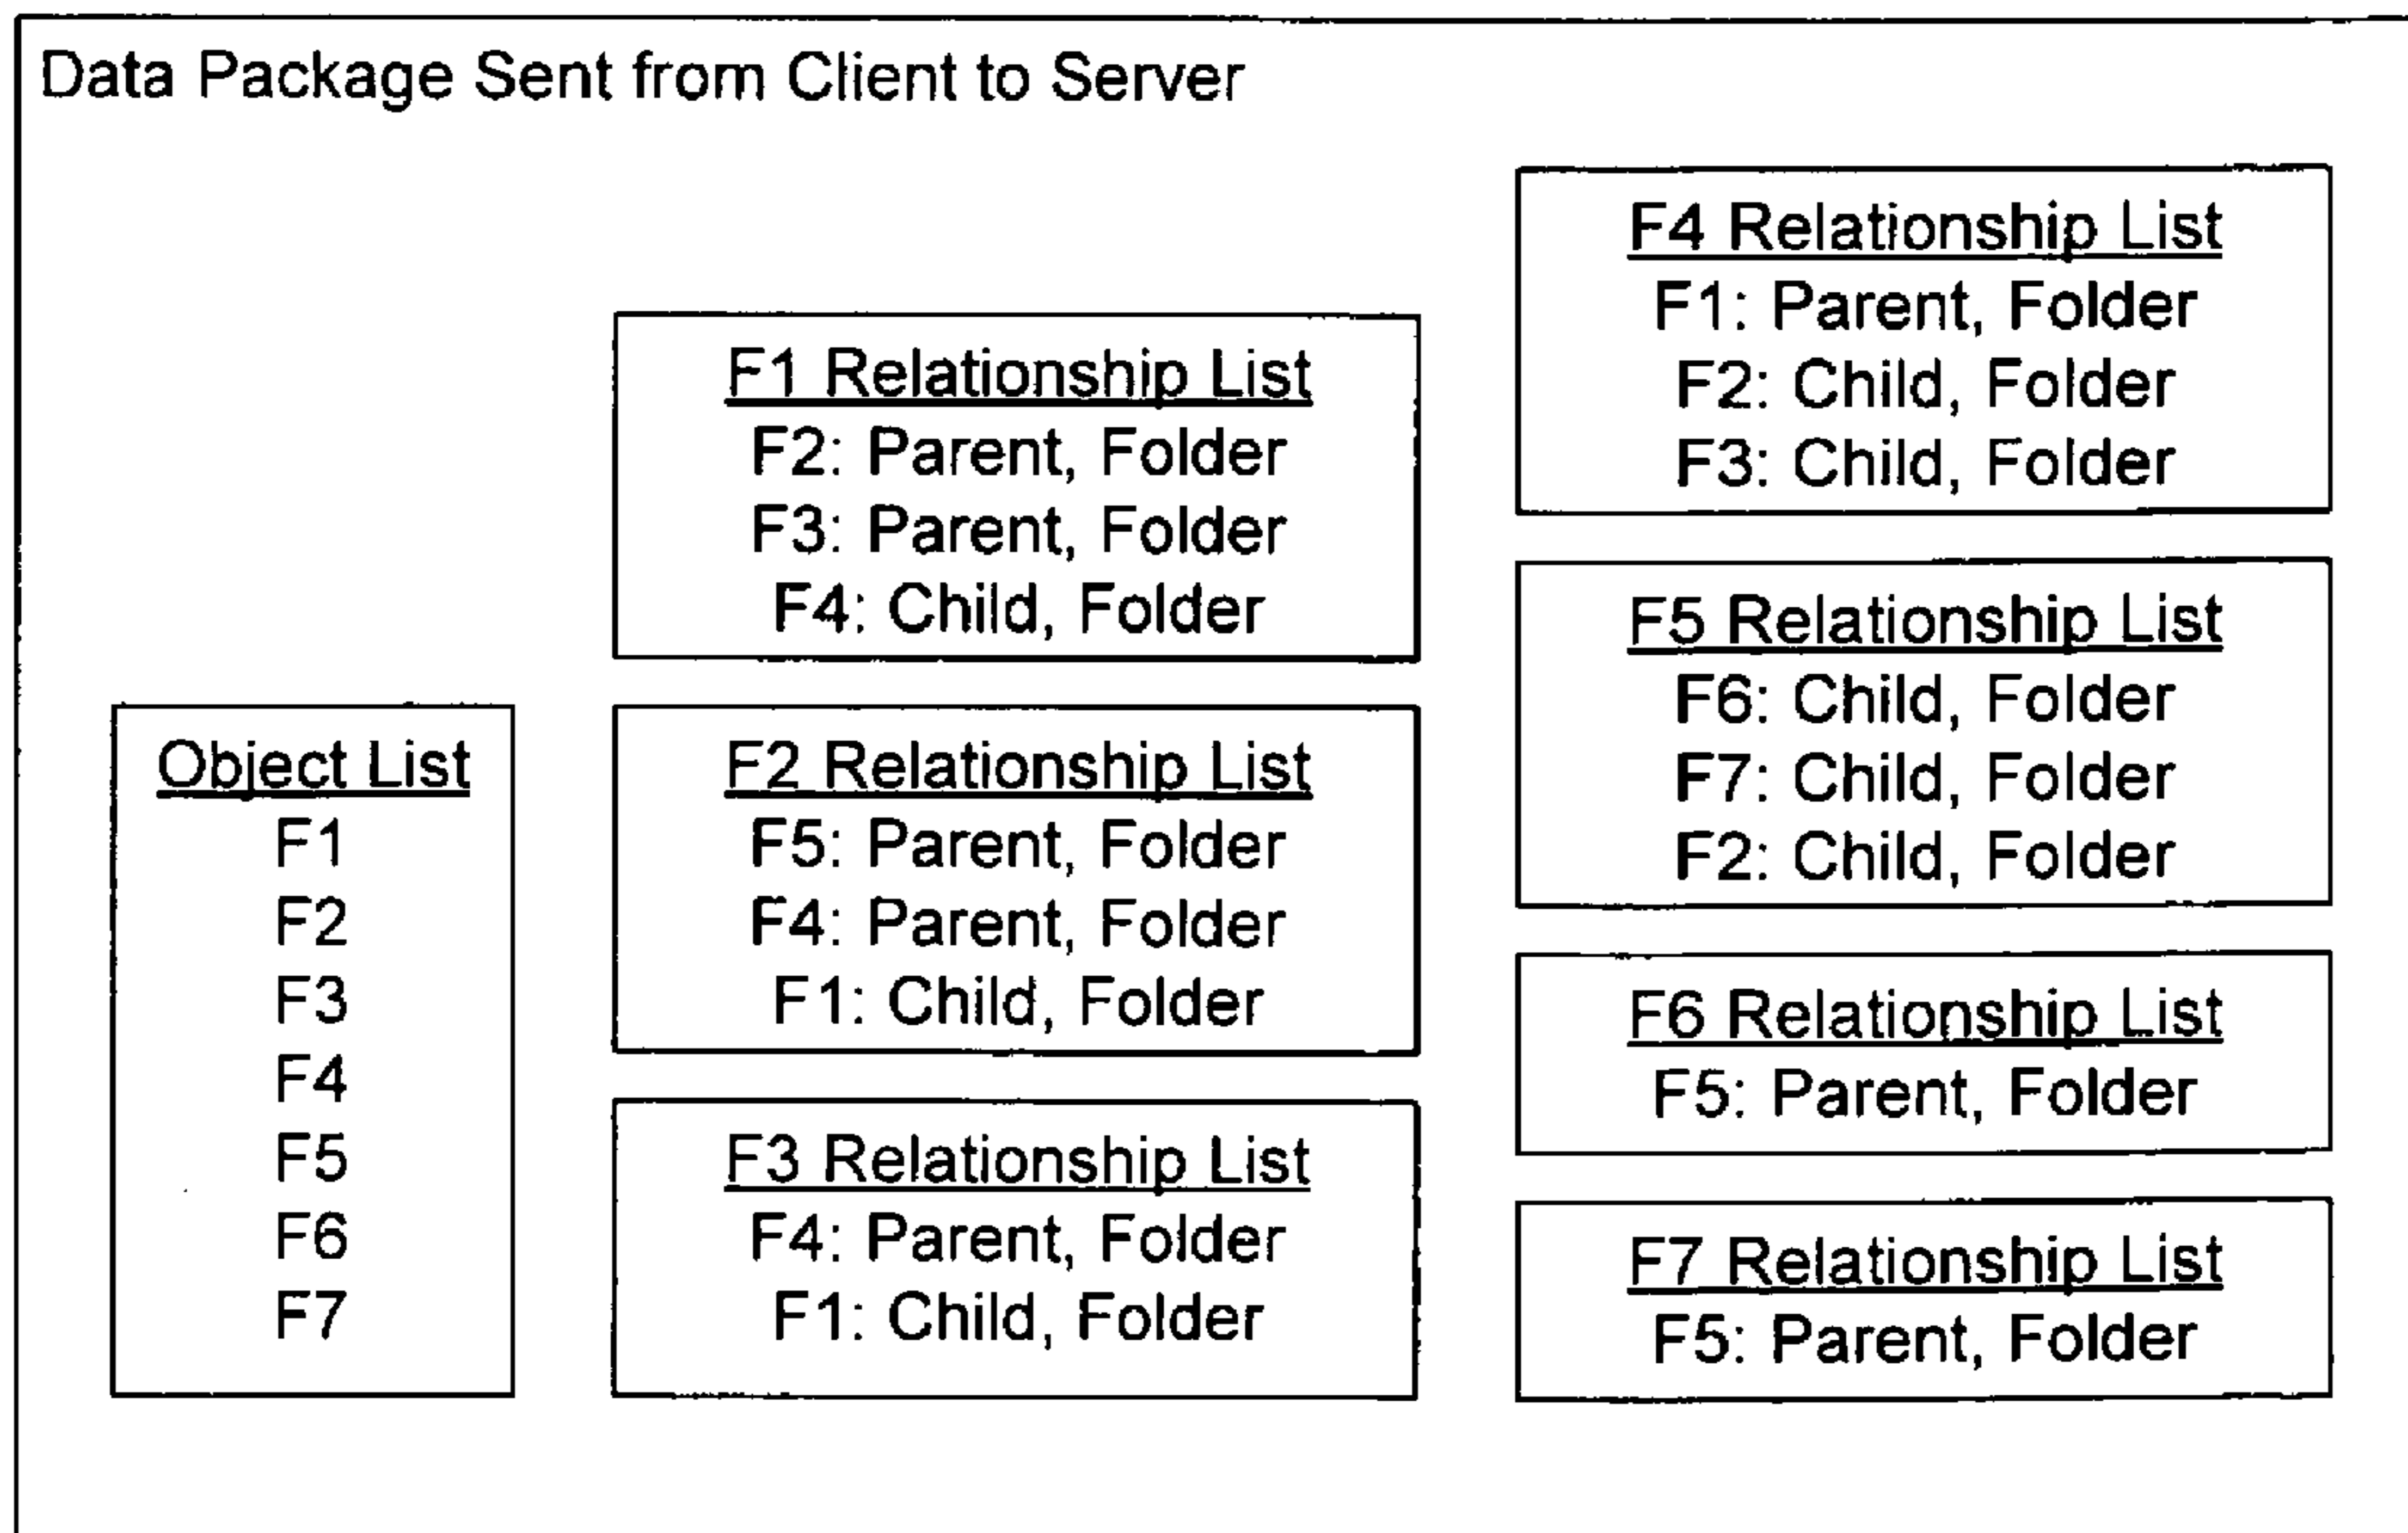 Data Package Sent from Client to Server
Object List
F1
F2
F3
F4
F5
F6
F7
F1 Relationship List
F2: Parent, Folder
F3: Parent, Folder
F4: Child, Folder
F2 Relationship List
F5: Parent, Folder
F4: Parent, Folder
F1: Child, Folder
F3 Relationship List
F4: Parent, Folder
F1: Child, Folder
F4 Relationship List
F1: Parent, Folder
F2: Child, Folder
F3: Child, Folder
F5 Relationship List
F6: Child, Folder
F7: Child, Folder
F2: Child, Folder
F6 Relationship List
F5: Parent, Folder
F7 Relationship List
F5: Parent, Folder